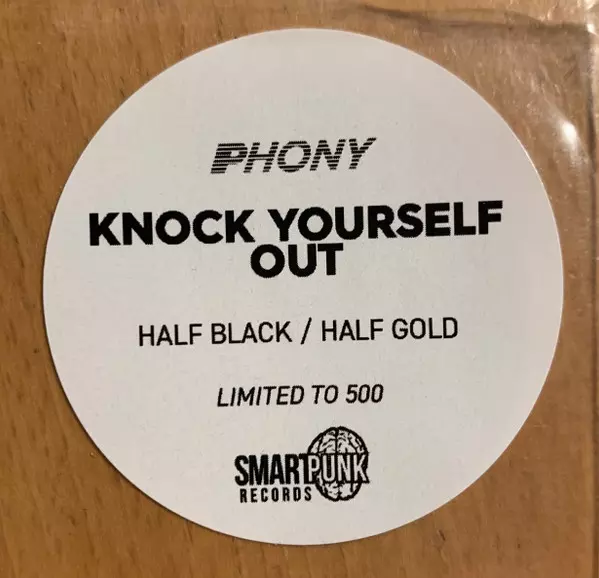 PHONY
KNOCK YOURSELF
OUT
HALF BLACK / HALF GOLD
LIMITED TO 500
SMARTPUNK
RECORDS